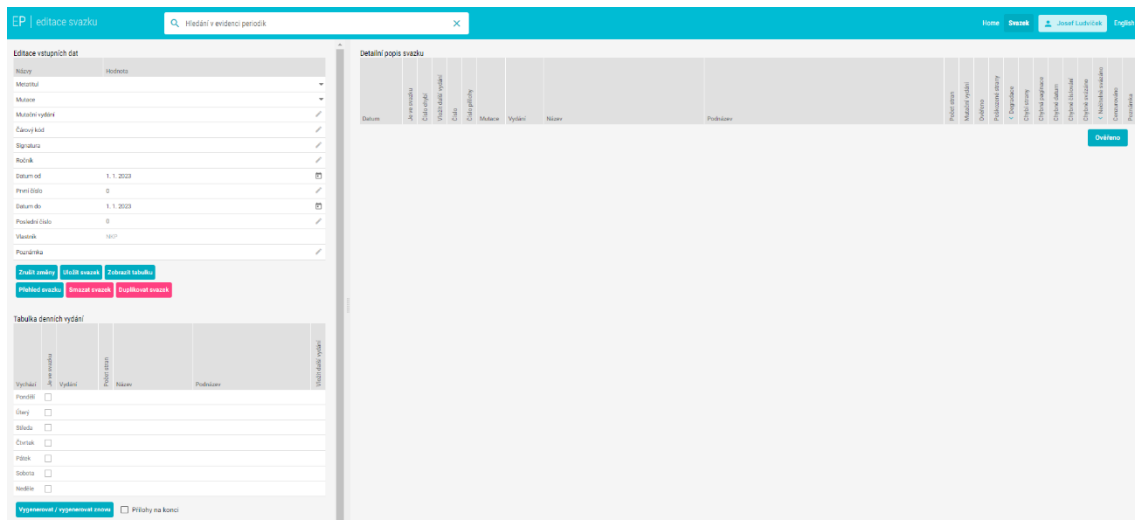 EP | editace svazku
Hledání v evidenci periodik
Home Svazek Josef Ludvíček English
Editace vstupních dat
Název Hodnota
Metatitul
Mutace
Mutační vydání
Čárový kód
Signatura
Ročník
Datum od 1. 1. 2023
První číslo 0
Datum do 1. 1. 2023
Poslední číslo 0
Vlastník
Poznámka
Zrušit změny Uložit svazek Zobrazit tabulku
Přehled svazku Smazat svazek Duplikovat svazek
Tabulka denních vydání
Vychází Je ve svazku Vydání Počet stran Název Podnázev Vložit další vydání
Pondělí
Úterý
Středa
Čtvrtek
Pátek
Sobota
Neděle
Vygenerovat / vygenerovat znovu Přílohy na konci
Detailní popis svazku
Datum Je ve svazku Číslo chybí Vložit další vydání Číslo Číslo přílohy Mutace Vydání Název Podnázev Počet stran Mutační vydání Ověřeno Poškozené strany Degradace Chybí strany Chybná paginace Chybné datum Chybné číslování Chybně svázáno Nečitelně svázáno Cenzurováno Poznámka
Ověřeno